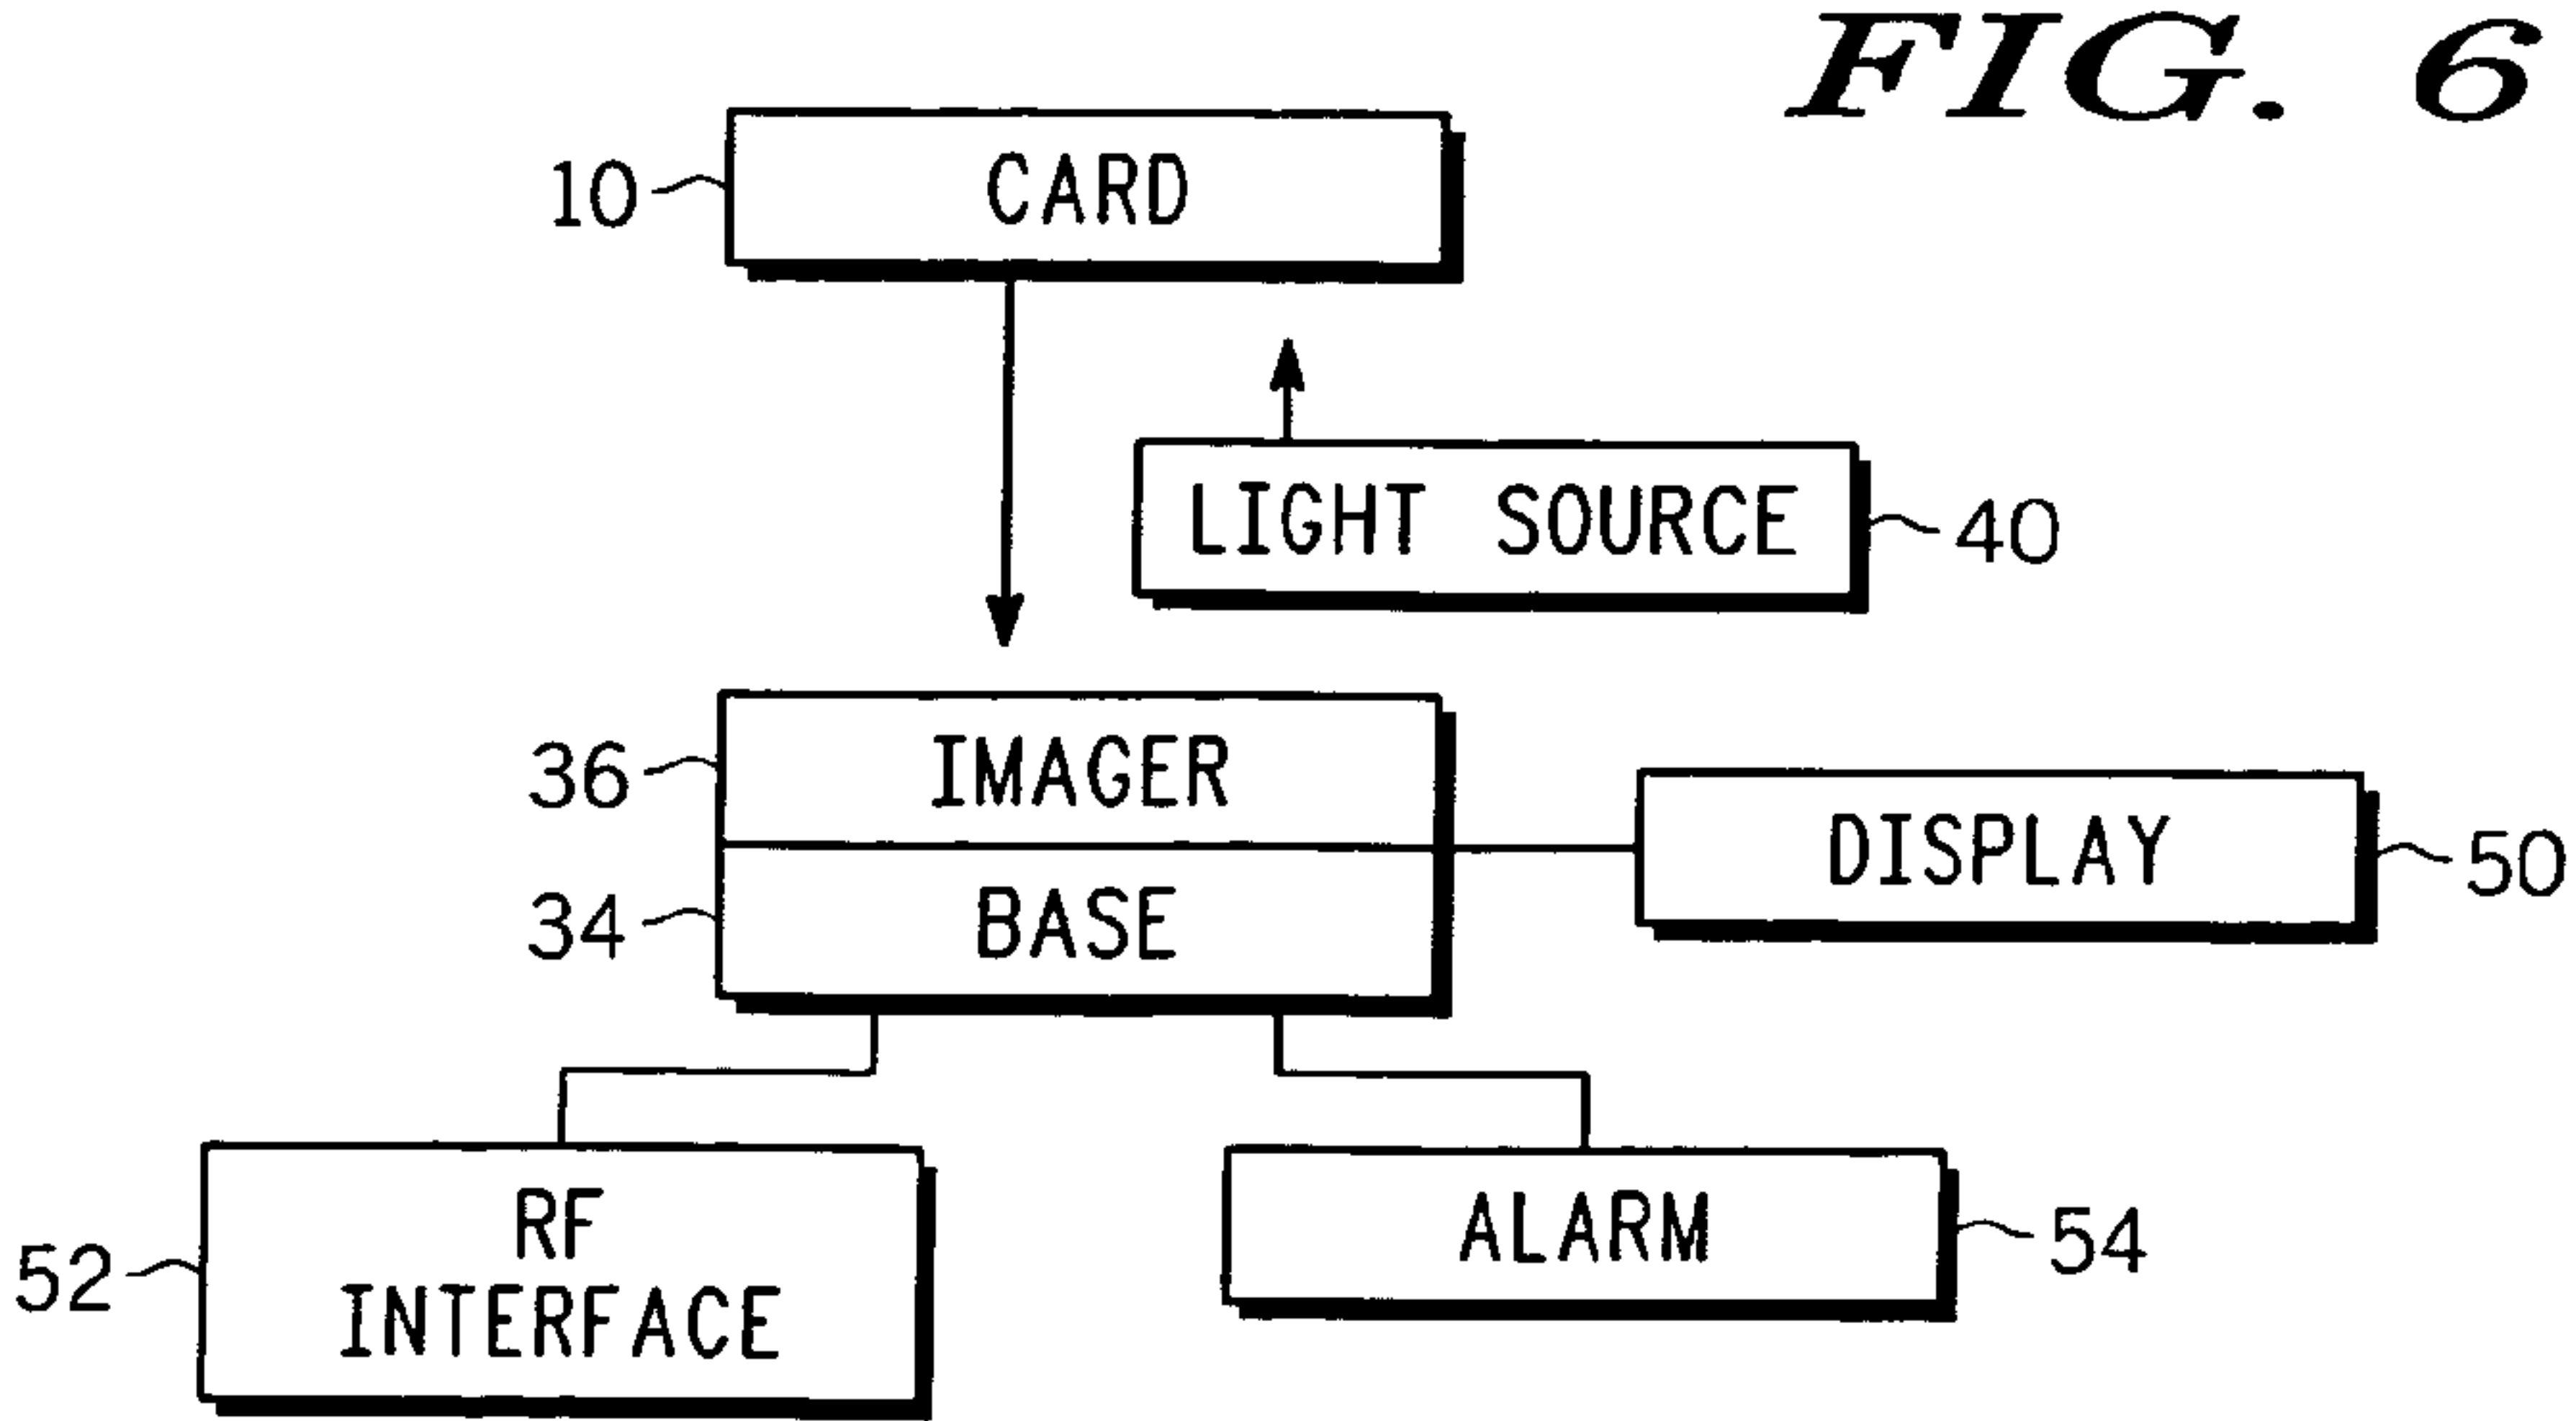 FIG. 6
10
CARD
LIGHT SOURCE
40
36
IMAGER
34
BASE
DISPLAY
50
52
RF
INTERFACE
ALARM
54